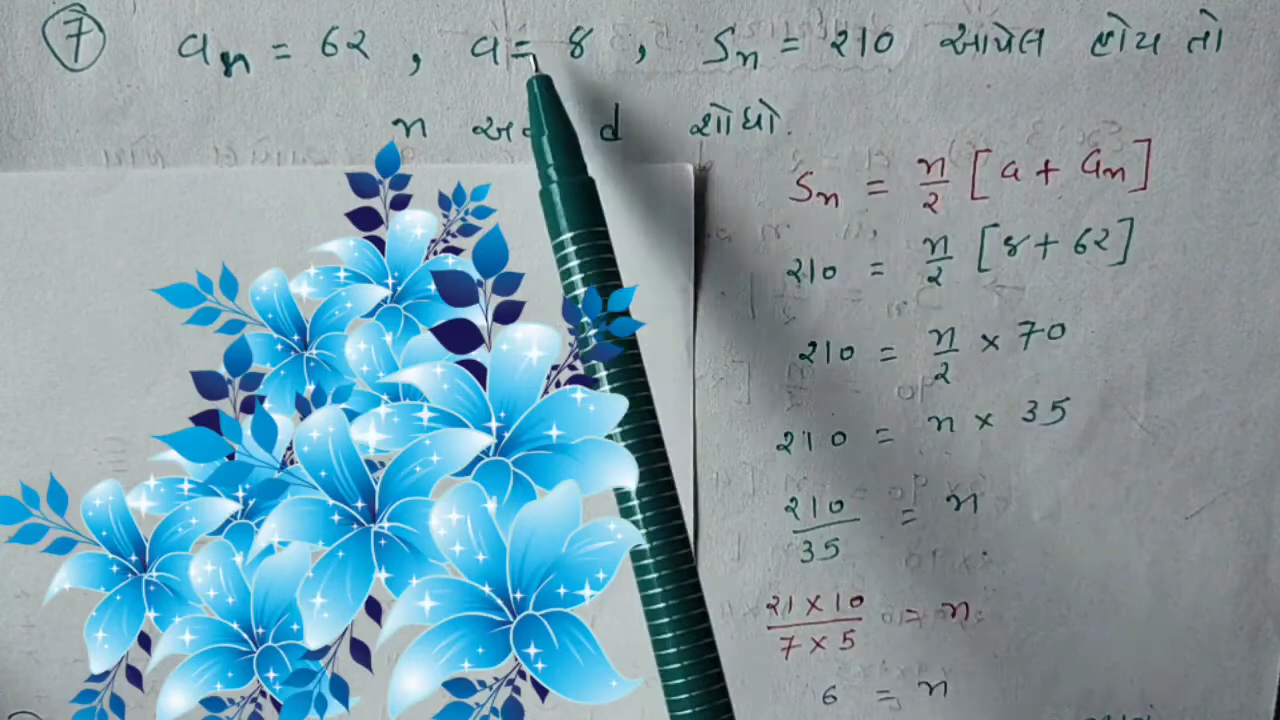 7 aₙ = 62 , a = 8 , Sₙ = 210 આપેલ હોય તો
n અને d શોધો.
Sₙ = n/2 [a + aₙ]
210 = n/2 [8 + 62]
210 = n/2 × 70
210 = n × 35
210/35 = n
21 × 10 / 7 × 5 = n
6 = n